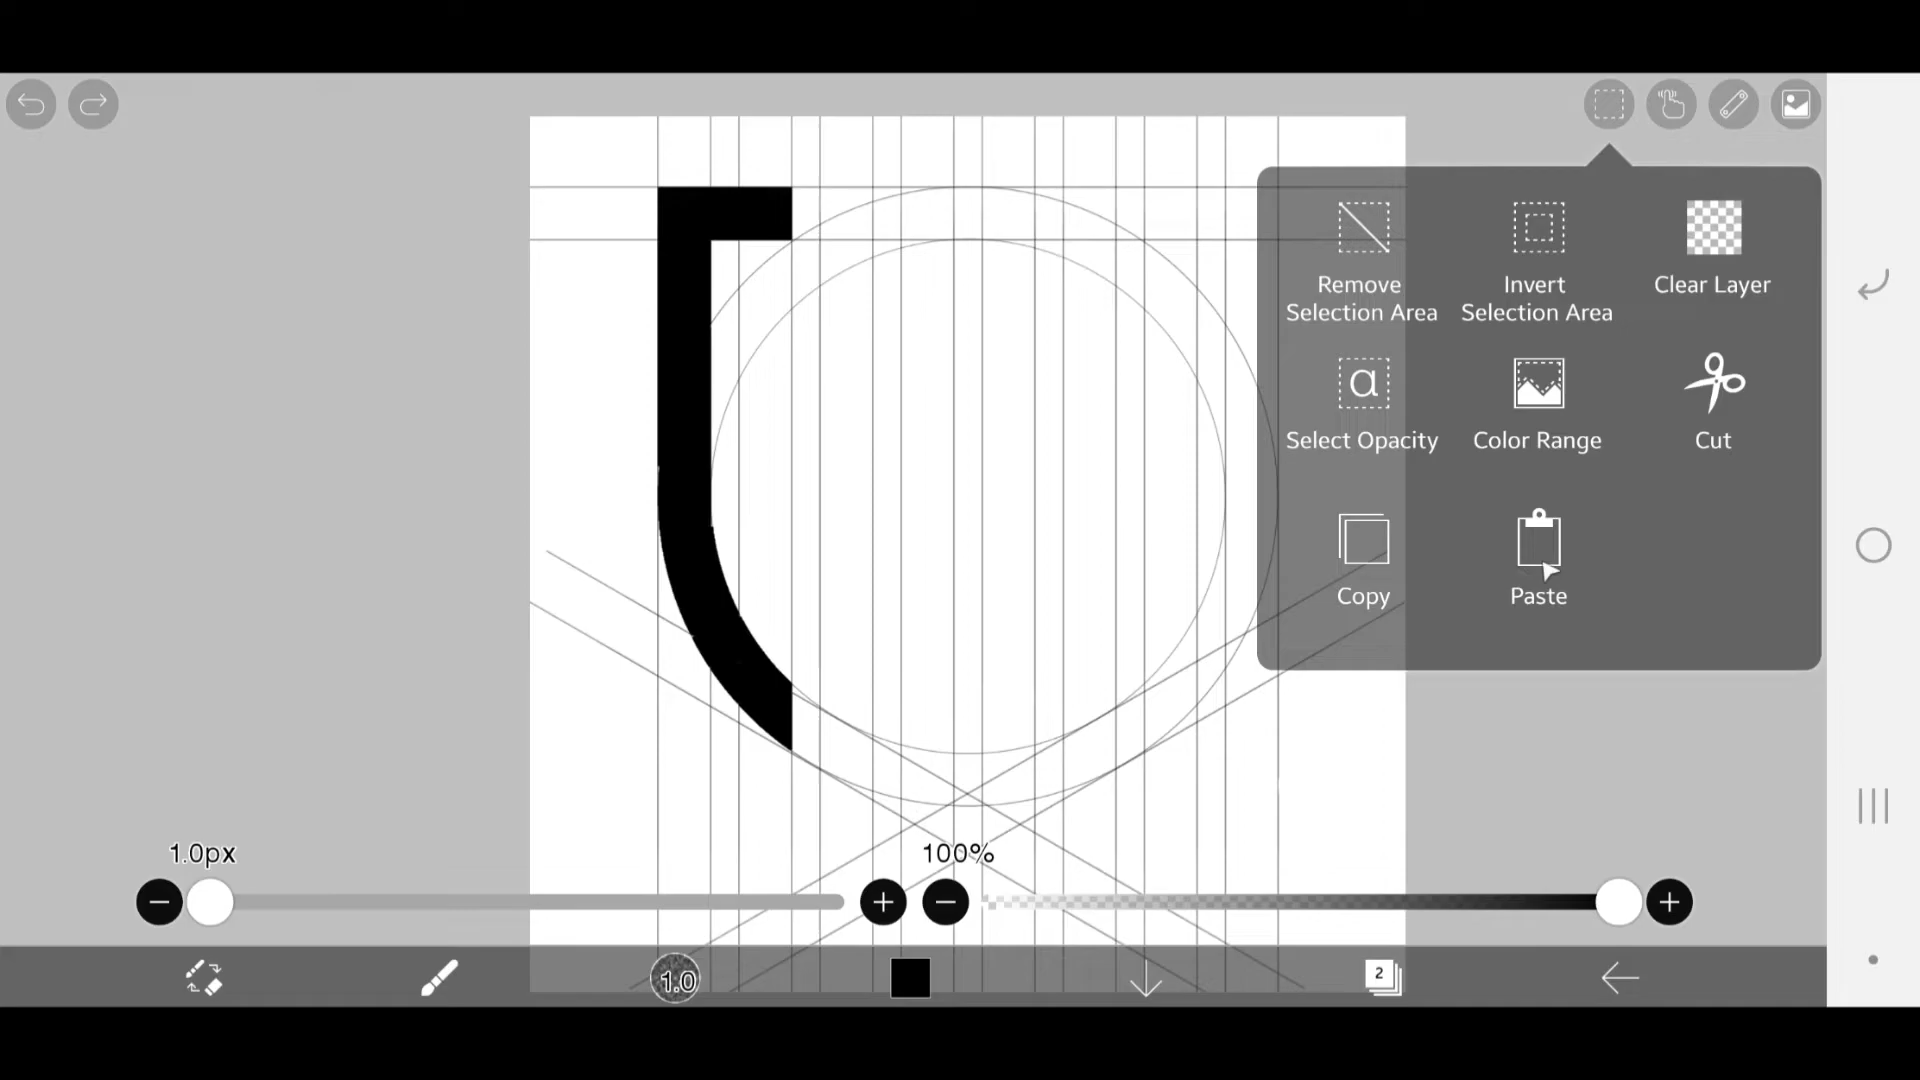 Remove
Selection Area
Invert
Selection Area
Clear Layer
α
Select Opacity
Color Range
Cut
Copy
Paste
1.0px
100%
1.0
2